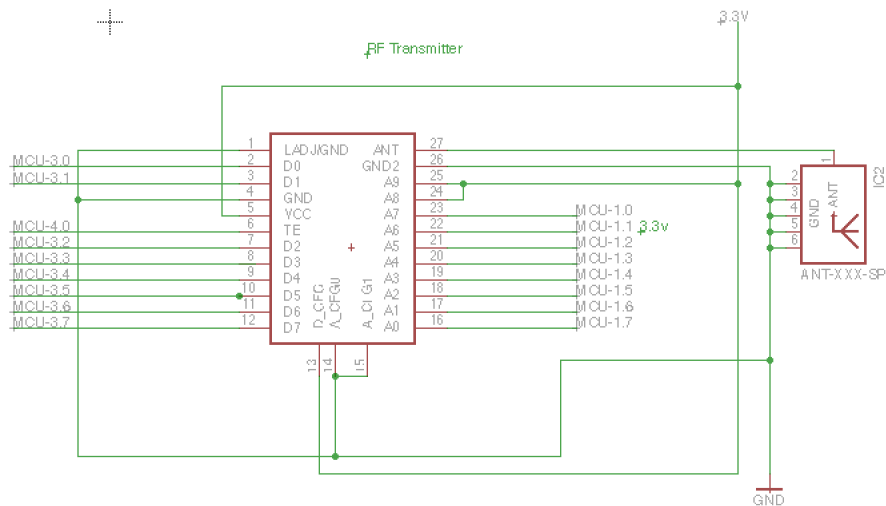 3.3V
RF Transmitter
1 LADJ/GND ANT 27
MCU-3.0 2 D0 GND2 26
MCU-3.1 3 D1 A9 25
4 GND A8 24
5 VCC A7 23 MCU-1.0
MCU-4.0 6 TE A6 22 MCU-1.1 3.3v
MCU-3.2 7 D2 A5 21 MCU-1.2
MCU-3.3 8 D3 A4 20 MCU-1.3
MCU-3.4 9 D4 A3 19 MCU-1.4
MCU-3.5 10 D5 A2 18 MCU-1.5
MCU-3.6 11 D6 A1 17 MCU-1.6
MCU-3.7 12 D7 A0 16 MCU-1.7
D_CFG
A_CFG1
13
14
15
1
2
3
4
5
6
GND
ANT
IC2
ANT-XXX-SP
GND